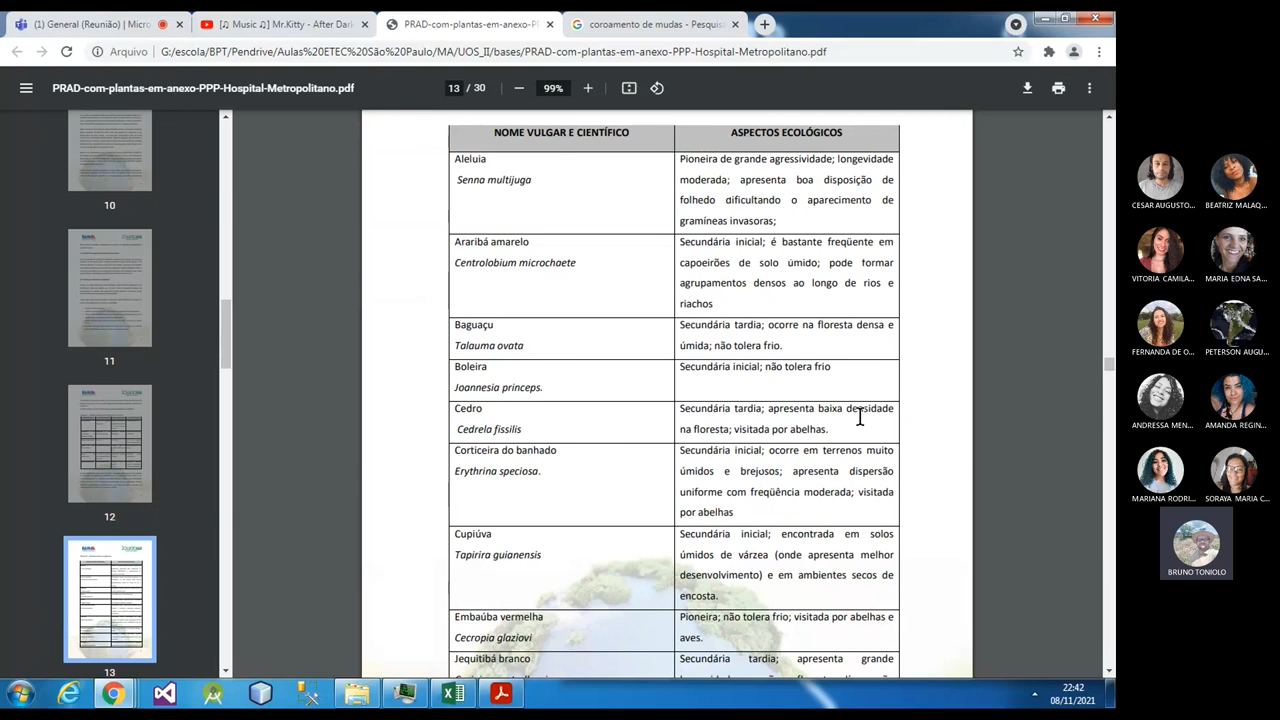 (1) General (Reunião) | Micro
[Music] Mr.Kitty - After Dar
PRAD-com-plantas-em-anexo-PP
coroamento de mudas - Pesquis
Arquivo | G:/escola/BPT/Pendrive/Aulas%20ETEC%20São%20Paulo/MA/UOS_II/bases/PRAD-com-plantas-em-anexo-PPP-Hospital-Metropolitano.pdf
PRAD-com-plantas-em-anexo-PPP-Hospital-Metropolitano.pdf
13 / 30
99%
10
11
12
13
NOME VULGAR E CIENTÍFICO
ASPECTOS ECOLÓGICOS
Aleluia
Senna multijuga
Pioneira de grande agressividade; longevidade
moderada; apresenta boa disposição de
folhedo dificultando o aparecimento de
gramíneas invasoras;
Araribá amarelo
Centrolobium microchaete
Secundária inicial; é bastante freqüente em
capoeirões de solo úmido; pode formar
agrupamentos densos ao longo de rios e
riachos
Baguaçu
Talauma ovata
Secundária tardia; ocorre na floresta densa e
úmida; não tolera frio.
Boleira
Joannesia princeps.
Secundária inicial; não tolera frio
Cedro
Cedrela fissilis
Secundária tardia; apresenta baixa densidade
na floresta; visitada por abelhas.
Corticeira do banhado
Erythrina speciosa.
Secundária inicial; ocorre em terrenos muito
úmidos e brejosos; apresenta dispersão
uniforme com freqüência moderada; visitada
por abelhas
Cupiúva
Tapirira guianensis
Secundária inicial; encontrada em solos
úmidos de várzea (onde apresenta melhor
desenvolvimento) e em ambientes secos de
encosta.
Embaúba vermelha
Cecropia glaziovi
Pioneira; não tolera frio; visitada por abelhas e
aves.
Jequitibá branco
Secundária tardia; apresenta grande
CESAR AUGUSTO...
BEATRIZ MALAQ...
VITORIA CAMILA...
MARIA EDNA SA...
FERNANDA DE O...
PETERSON AUGU...
ANDRESSA MEN...
AMANDA REGIN...
MARIANA RODRI...
SORAYA MARIA C...
BRUNO TONIOLO
22:42
08/11/2021